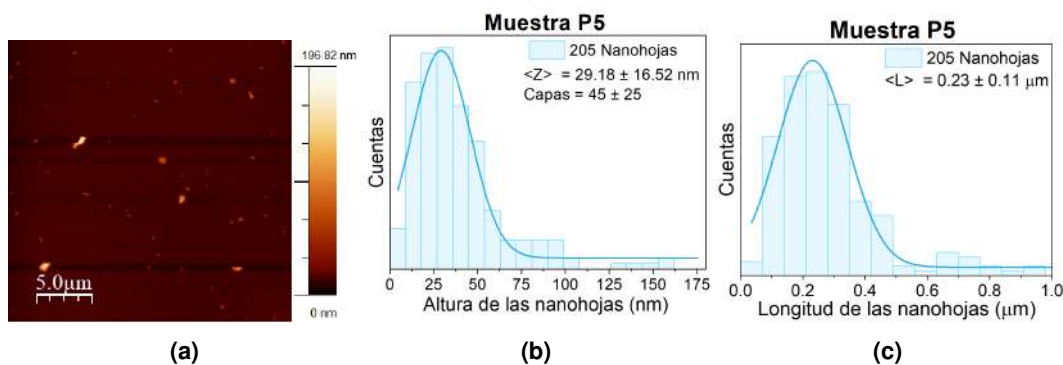 196.82 nm
5.0µm
0 nm
(a)
Muestra P5
205 Nanohojas
<Z> = 29.18 ± 16.52 nm
Capas = 45 ± 25
Cuentas
0 25 50 75 100 125 150 175
Altura de las nanohojas (nm)
(b)
Muestra P5
205 Nanohojas
<L> = 0.23 ± 0.11 µm
Cuentas
0.0 0.2 0.4 0.6 0.8 1.0
Longitud de las nanohojas (µm)
(c)